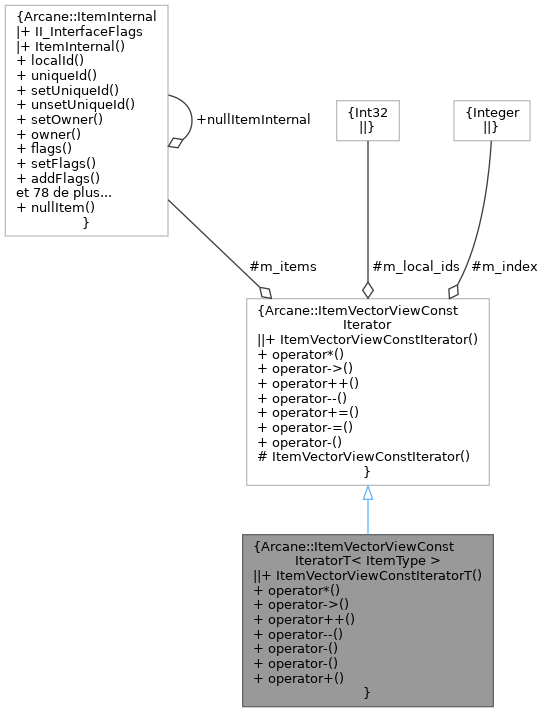 {Arcane::ItemInternal
|+ II_InterfaceFlags
|+ ItemInternal()
+ localId()
+ uniqueId()
+ setUniqueId()
+ unsetUniqueId()
+ setOwner()
+ owner()
+ flags()
+ setFlags()
+ addFlags()
et 78 de plus...
+ nullItem()
}
+nullItemInternal
{Int32
||}
{Integer
||}
#m_items
#m_local_ids
#m_index
{Arcane::ItemVectorViewConst
Iterator
||+ ItemVectorViewConstIterator()
+ operator*()
+ operator->()
+ operator++()
+ operator--()
+ operator+=()
+ operator-=()
+ operator-()
# ItemVectorViewConstIterator()
}
{Arcane::ItemVectorViewConst
IteratorT< ItemType >
||+ ItemVectorViewConstIteratorT()
+ operator*()
+ operator->()
+ operator++()
+ operator--()
+ operator-()
+ operator-()
+ operator+()
}